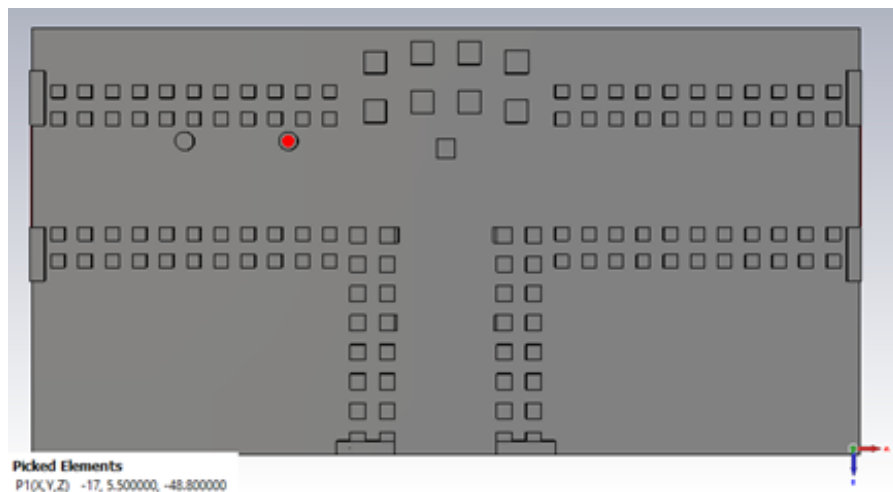 Picked Elements
P1(X,Y,Z) -17, 5.500000, -48.800000